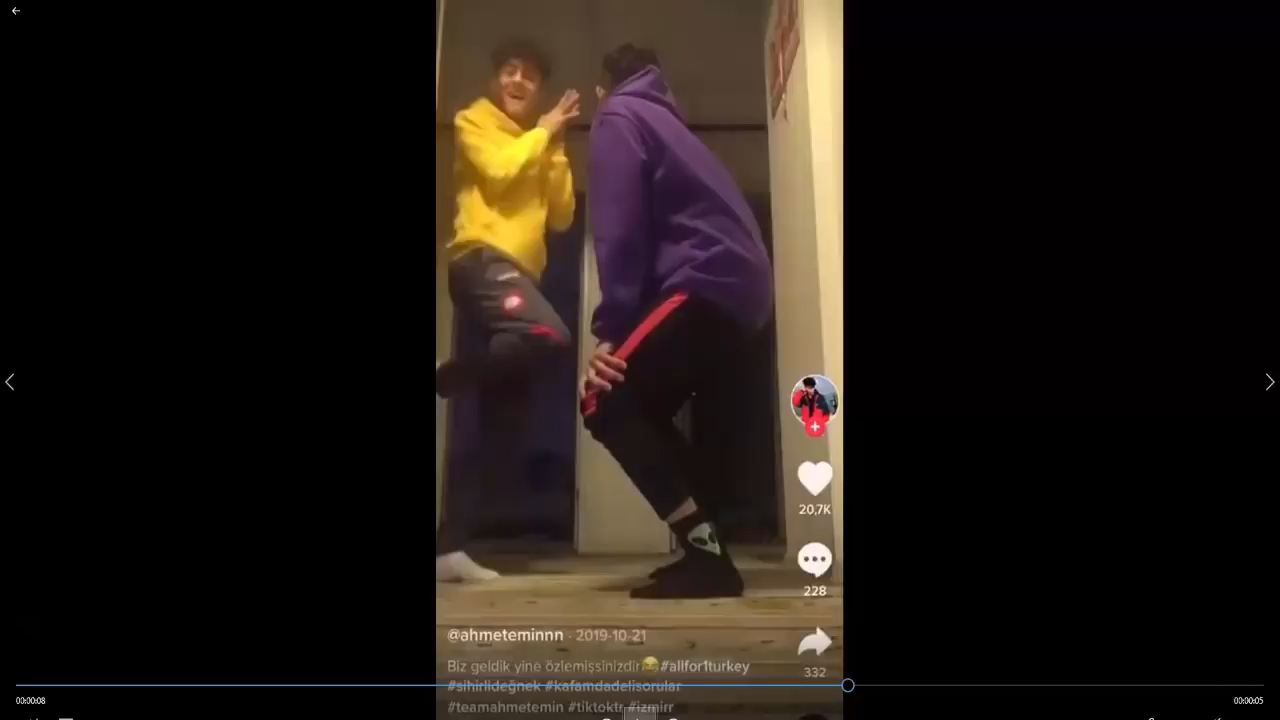 20,7K
228
@ahmeteminnn · 2019-10-21
332
Biz geldik yine özlemişsinizdir😂#allfor1turkey
#sihirlideğnek #kafamdadelisorular
00:00:08
00:00:05
#teamahmetemin #tiktoktr #izmirr